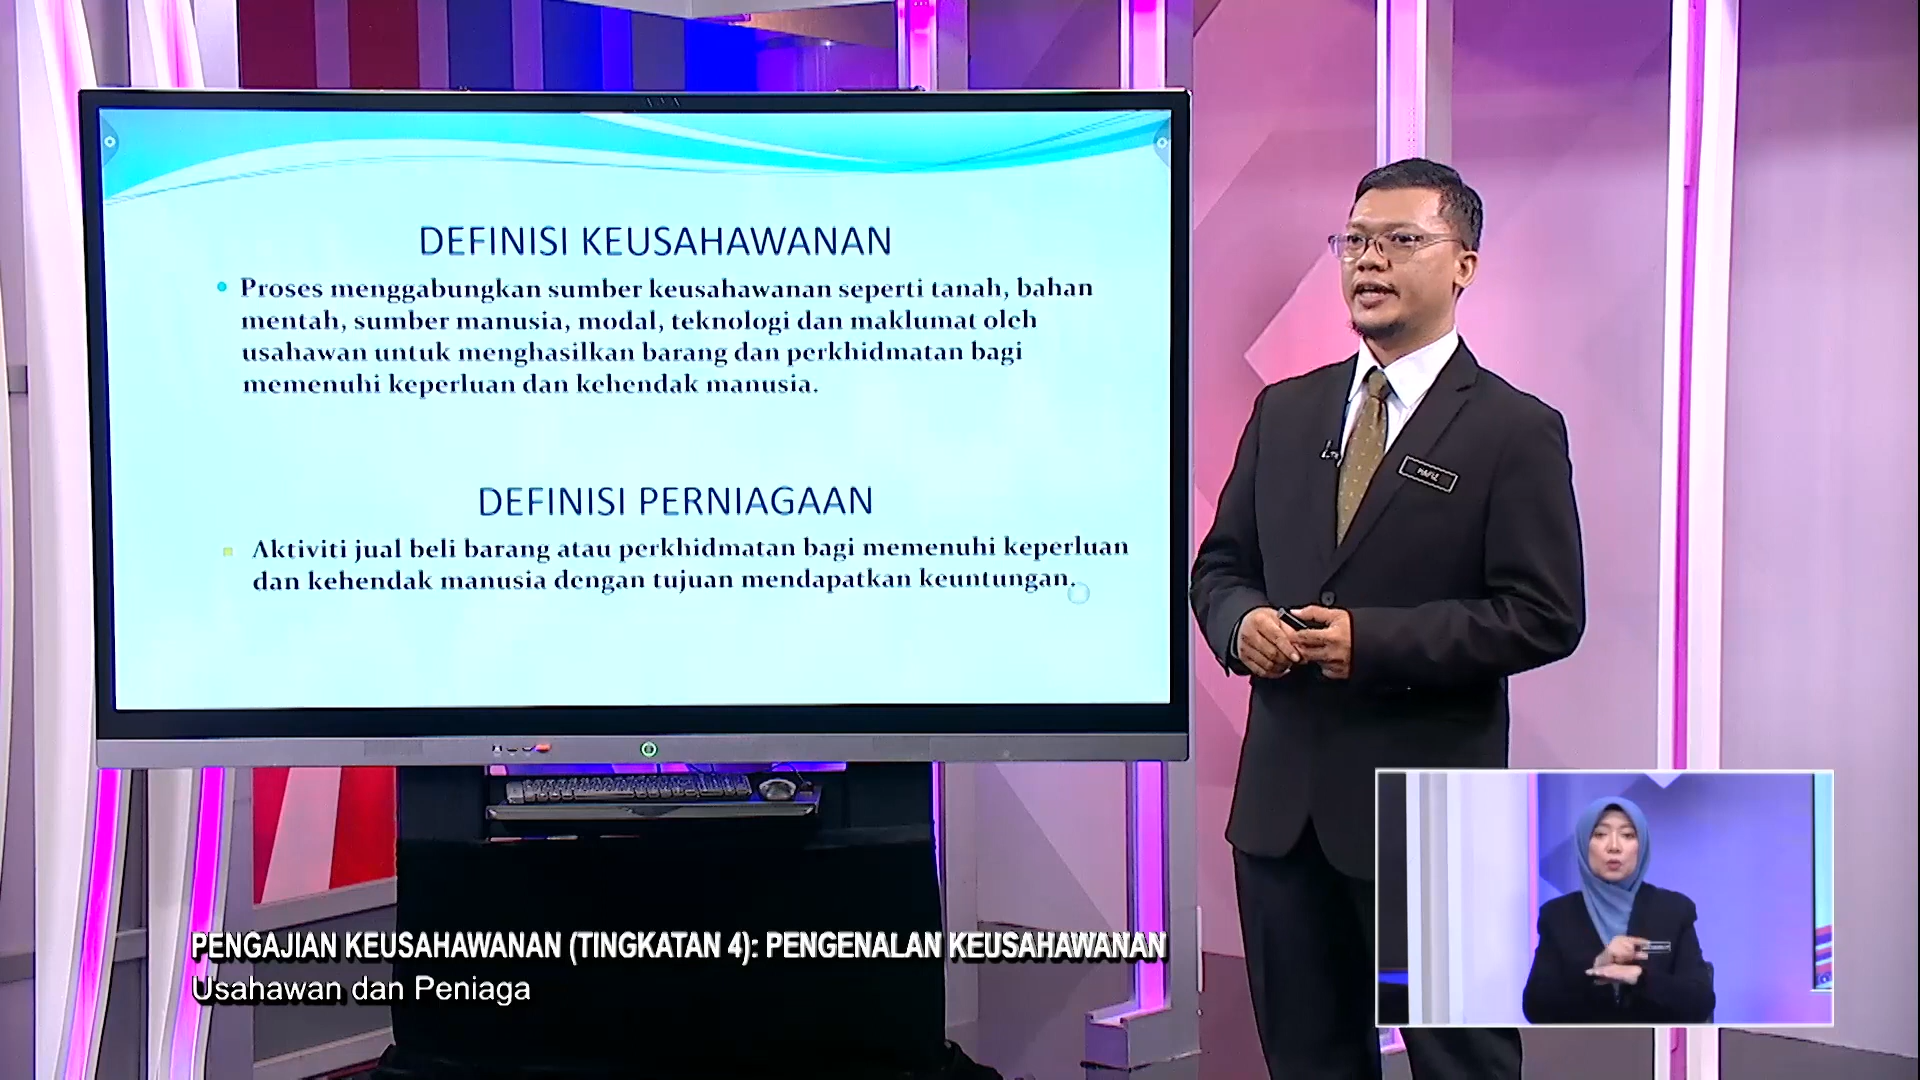 DEFINISI KEUSAHAWANAN
Proses menggabungkan sumber keusahawanan seperti tanah, bahan
mentah, sumber manusia, modal, teknologi dan maklumat oleh
usahawan untuk menghasilkan barang dan perkhidmatan bagi
memenuhi keperluan dan kehendak manusia.
DEFINISI PERNIAGAAN
Aktiviti jual beli barang atau perkhidmatan bagi memenuhi keperluan
dan kehendak manusia dengan tujuan mendapatkan keuntungan.
PENGAJIAN KEUSAHAWANAN (TINGKATAN 4): PENGENALAN KEUSAHAWANAN
Usahawan dan Peniaga